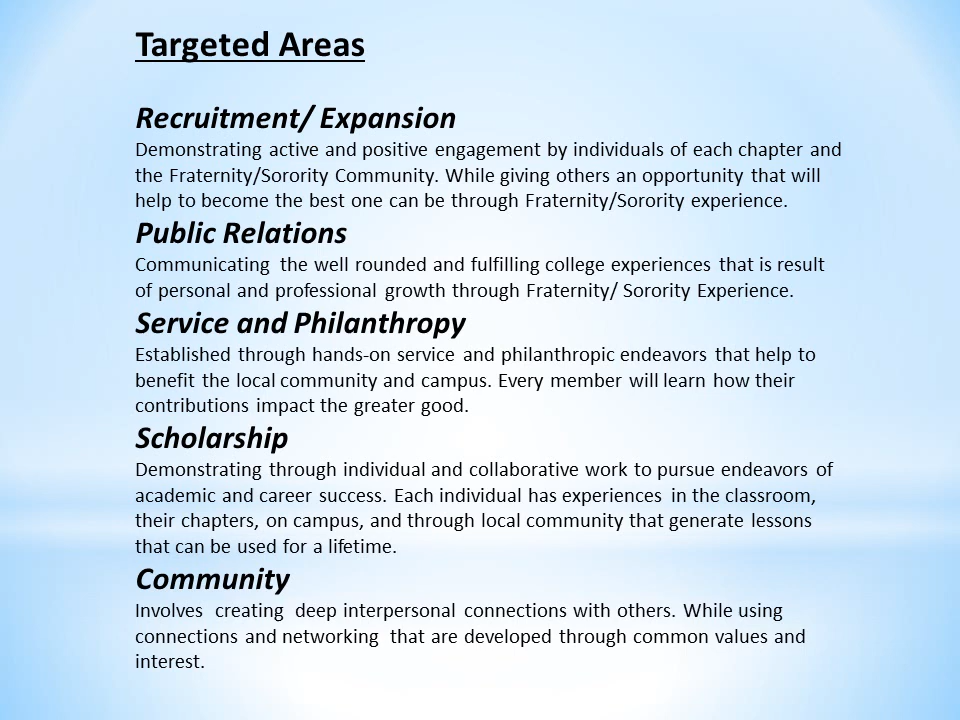 Targeted Areas
Recruitment/ Expansion
Demonstrating active and positive engagement by individuals of each chapter and
the Fraternity/Sorority Community. While giving others an opportunity that will
help to become the best one can be through Fraternity/Sorority experience.
Public Relations
Communicating the well rounded and fulfilling college experiences that is result
of personal and professional growth through Fraternity/ Sorority Experience.
Service and Philanthropy
Established through hands-on service and philanthropic endeavors that help to
benefit the local community and campus. Every member will learn how their
contributions impact the greater good.
Scholarship
Demonstrating through individual and collaborative work to pursue endeavors of
academic and career success. Each individual has experiences in the classroom,
their chapters, on campus, and through local community that generate lessons
that can be used for a lifetime.
Community
Involves creating deep interpersonal connections with others. While using
connections and networking that are developed through common values and
interest.